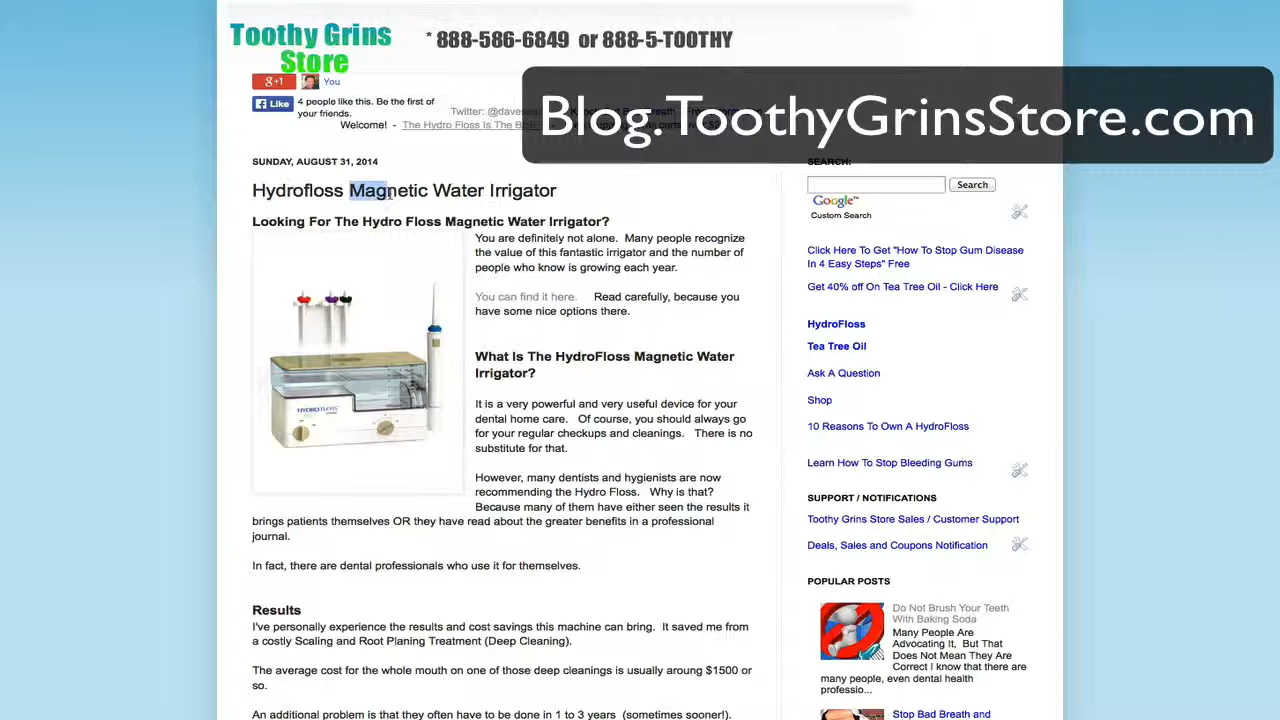 Toothy Grins
Store
* 888-586-6849 or 888-5-TOOTHY
g+1 You
Like 4 people like this. Be the first of
your friends.
Twitter: @daves
Welcome! - The Hydro Floss Is The B
Blog.ToothyGrinsStore.com
SUNDAY, AUGUST 31, 2014
Hydrofloss Magnetic Water Irrigator
Looking For The Hydro Floss Magnetic Water Irrigator?
You are definitely not alone. Many people recognize
the value of this fantastic irrigator and the number of
people who know is growing each year.
You can find it here. Read carefully, because you
have some nice options there.
What Is The HydroFloss Magnetic Water
Irrigator?
HYDROFLOSS
It is a very powerful and very useful device for your
dental home care. Of course, you should always go
for your regular checkups and cleanings. There is no
substitute for that.
However, many dentists and hygienists are now
recommending the Hydro Floss. Why is that?
Because many of them have either seen the results it
brings patients themselves OR they have read about the greater benefits in a professional
journal.
In fact, there are dental professionals who use it for themselves.
Results
I've personally experience the results and cost savings this machine can bring. It saved me from
a costly Scaling and Root Planing Treatment (Deep Cleaning).
The average cost for the whole mouth on one of those deep cleanings is usually aroung $1500 or
so.
An additional problem is that they often have to be done in 1 to 3 years (sometimes sooner!).
SEARCH:
Search
Google™
Custom Search
Click Here To Get "How To Stop Gum Disease
In 4 Easy Steps" Free
Get 40% off On Tea Tree Oil - Click Here
HydroFloss
Tea Tree Oil
Ask A Question
Shop
10 Reasons To Own A HydroFloss
Learn How To Stop Bleeding Gums
SUPPORT / NOTIFICATIONS
Toothy Grins Store Sales / Customer Support
Deals, Sales and Coupons Notification
POPULAR POSTS
Do Not Brush Your Teeth
With Baking Soda
Many People Are
Advocating It, But That
Does Not Mean They Are
Correct I know that there are
many people, even dental health
professio...
Stop Bad Breath and